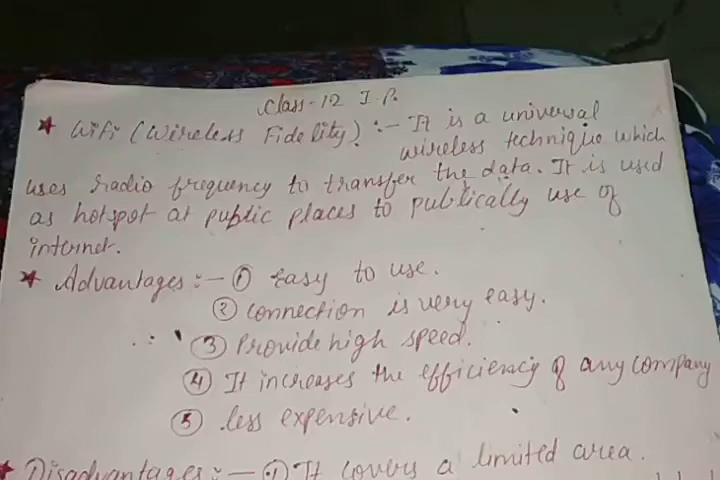 Class-12 I.P.
★ WiFi (Wireless Fidelity) :- It is a universal
wireless technique which
uses radio frequency to transfer the data. It is used
as hotspot at public places to publically use of
internet.
★ Advantages :- ① Easy to use.
② Connection is very easy.
③ Provide high speed.
④ It increases the efficiency of any company
⑤ less expensive.
★ Disadvantages :- ① It covers a limited area.